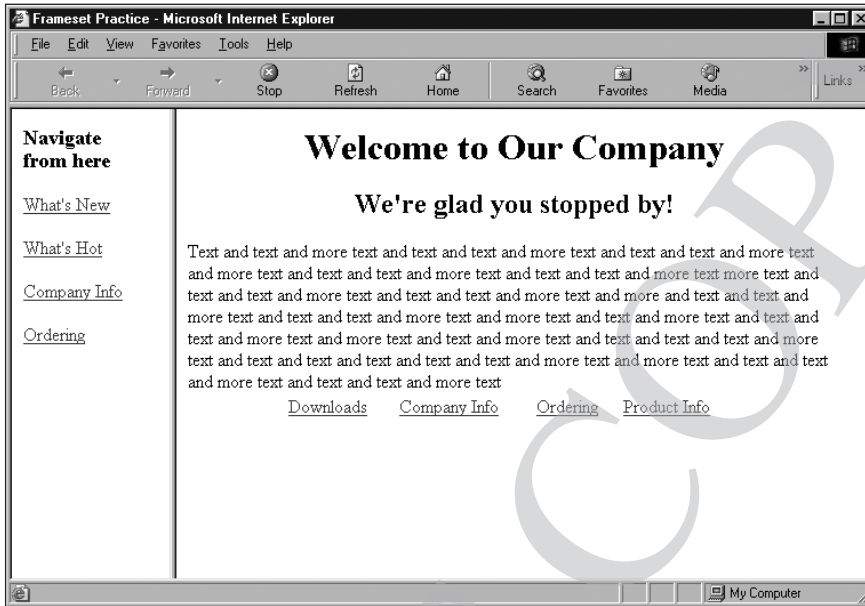 Frameset Practice - Microsoft Internet Explorer
File Edit View Favorites Tools Help
Back Forward Stop Refresh Home Search Favorites Media » Links »
Navigate
from here
What's New
What's Hot
Company Info
Ordering
Welcome to Our Company
We're glad you stopped by!
Text and text and more text and text and text and more text and text and text and more text
and more text and text and text and more text and text and text and more text more text and
text and text and more text and text and text and more text and more and text and text and
more text and text and text and more text and more text and text and more text and text and
text and more text and more text and text and more text and text and text and text and more
text and text and text and text and text and more text and more text and text and text
and more text and text and text and more text
Downloads Company Info Ordering Product Info
My Computer
COP